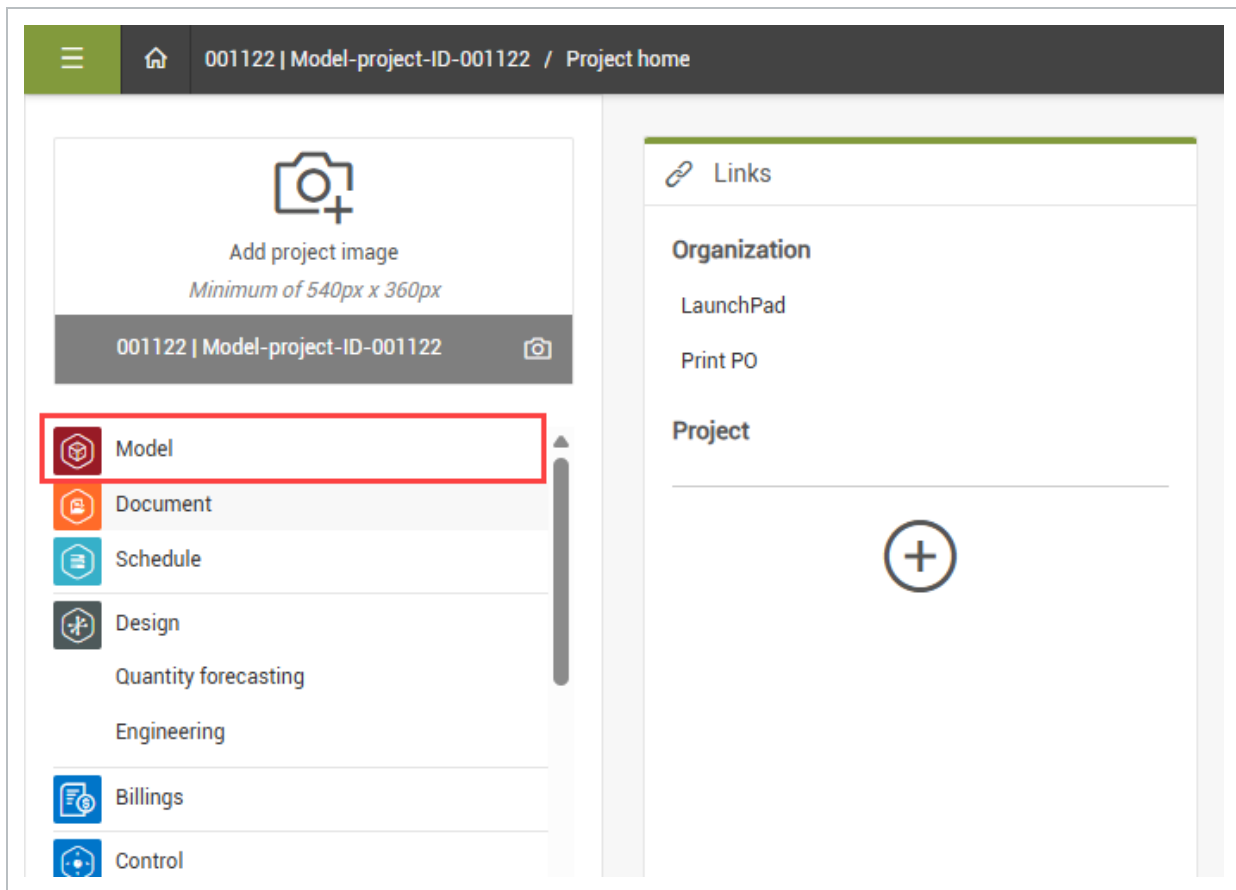 001122 | Model-project-ID-001122 / Project home
Add project image
Minimum of 540px x 360px
001122 | Model-project-ID-001122
Model
Document
Schedule
Design
Quantity forecasting
Engineering
Billings
Control
Links
Organization
LaunchPad
Print PO
Project